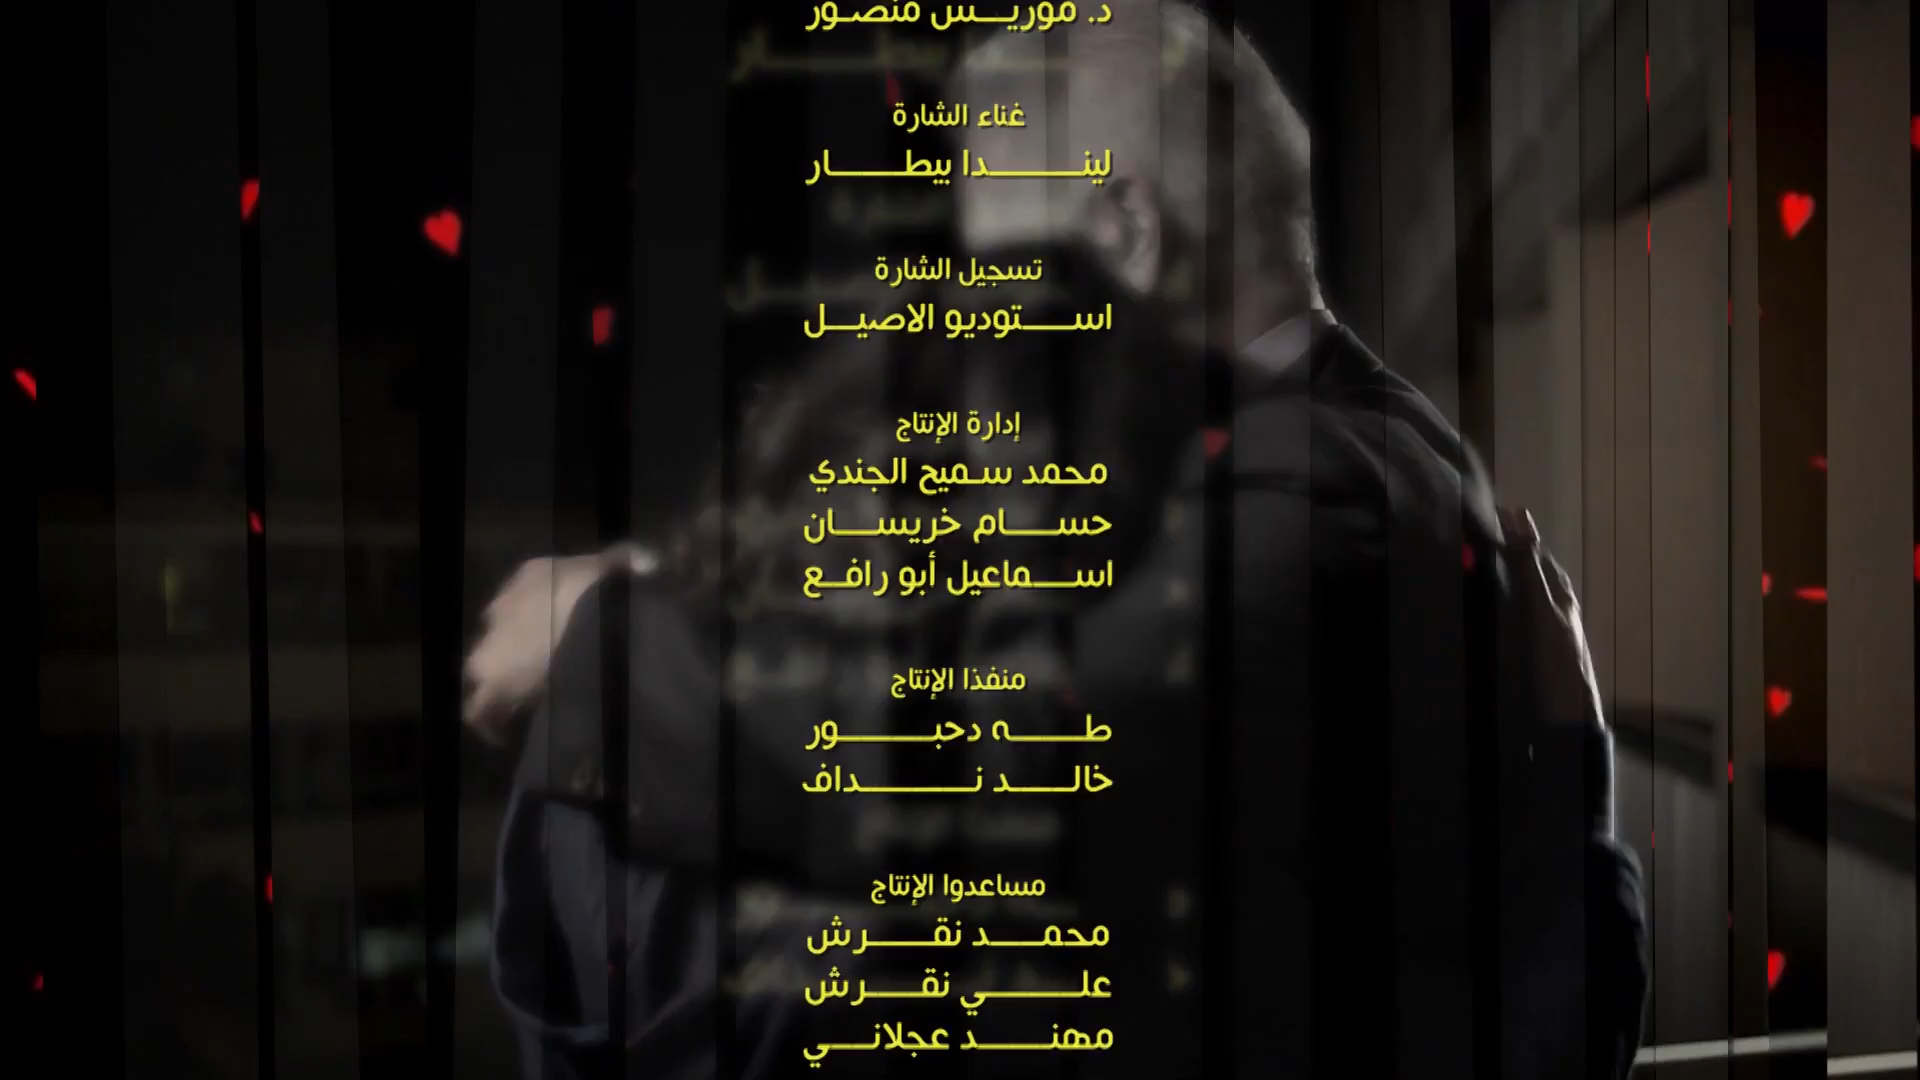 د. موريس منصور
غناء الشارة
ليندا بيطار
تسجيل الشارة
استوديو الاصيل
إدارة الإنتاج
محمد سميح الجندي
حسام خريسان
اسماعيل أبو رافع
منفذا الإنتاج
طه دحبور
خالد نداف
مساعدوا الإنتاج
محمد نقرش
علي نقرش
مهند عجلاني